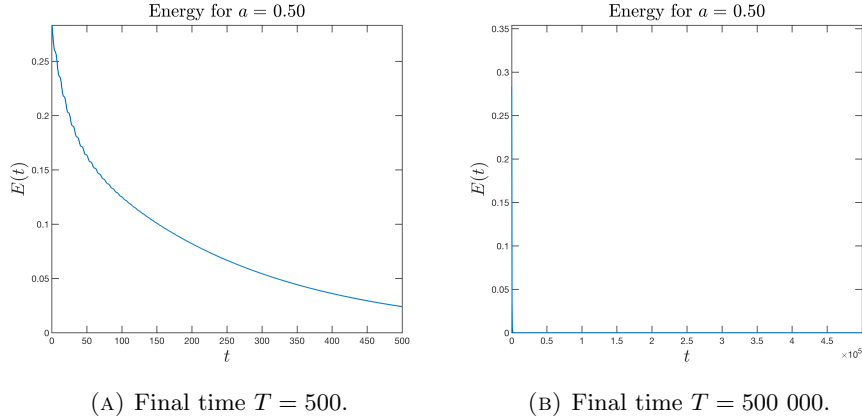 Energy for a = 0.50
0.25
0.2
0.15
0.1
0.05
0
E(t)
0 50 100 150 200 250 300 350 400 450 500
t
(A) Final time T = 500.
Energy for a = 0.50
0.35
0.3
0.25
0.2
0.15
0.1
0.05
0
E(t)
0 0.5 1 1.5 2 2.5 3 3.5 4 4.5
×10⁵
t
(B) Final time T = 500 000.